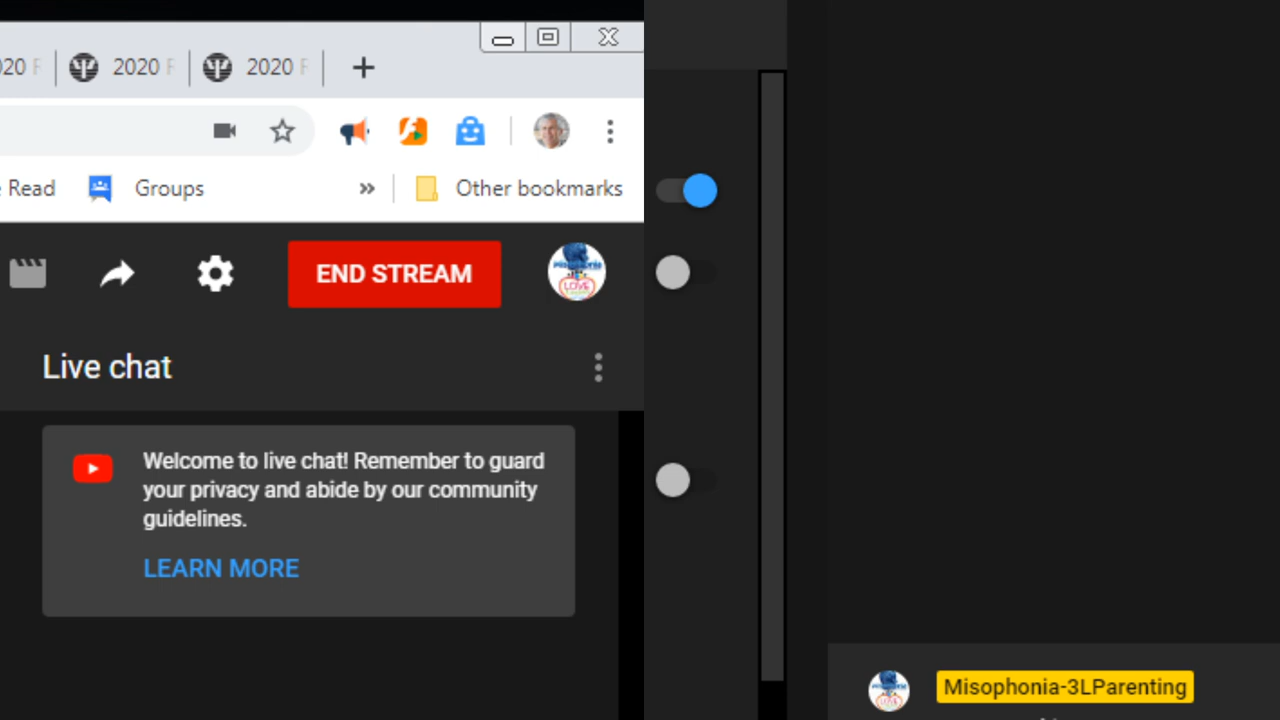 020 F 2020 F 2020 F
Read Groups » Other bookmarks
END STREAM
LOVE
Live chat
Welcome to live chat! Remember to guard
your privacy and abide by our community
guidelines.
LEARN MORE
Misophonia-3LParenting